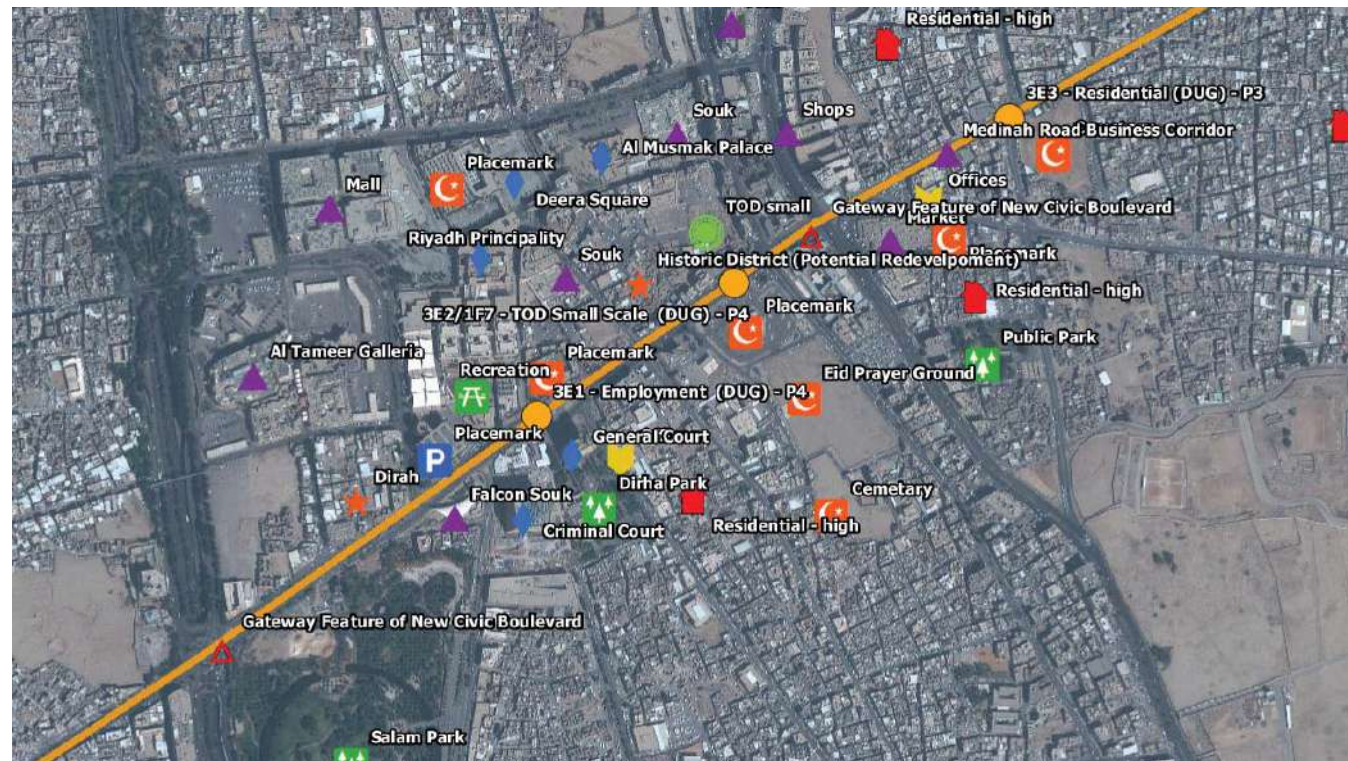 Residential - high
3E3 - Residential (DUG) - P3
Souk
Shops
Medinah Road Business Corridor
Al Musmak Palace
Placemark
Offices
Mall
Deera Square
TOD small
Gateway Feature of New Civic Boulevard
Market
Riyadh Principality
Souk
Historic District (Potential Redevelpoment)
Placemark
Residential - high
3E2/1F7 - TOD Small Scale (DUG) - P4
Placemark
Public Park
Al Tameer Galleria
Placemark
Recreation
Eid Prayer Ground
3E1 - Employment (DUG) - P4
Placemark
General Court
P
Dirah
Dirha Park
Cemetary
Falcon Souk
Criminal Court
Residential - high
Gateway Feature of New Civic Boulevard
Salam Park